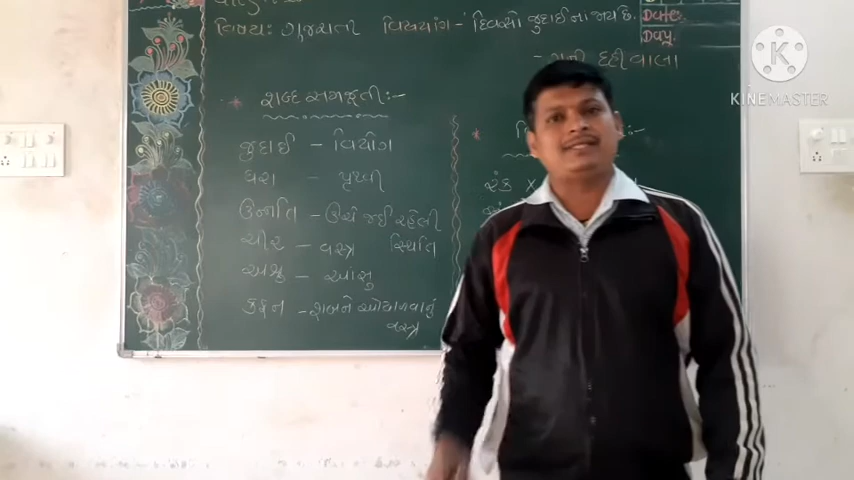 વિષય: ગુજરાતી વિષયાંગ - 'દિવસો જુદાઈના જાય છે.
Date
Day
ગની દહીંવાલા
શબ્દ સમજૂતી :-
જુદાઈ - વિયોગ
ધરા - પૃથ્વી
ઉન્નતિ - ઉંચે જઈ રહેલી
સ્થિતિ
ચીર - વસ્ત્ર
અશ્રુ - આંસુ
કફન - શબને ઓઢાળવાનું
વસ્ત્ર
રંક
K
KINEMASTER